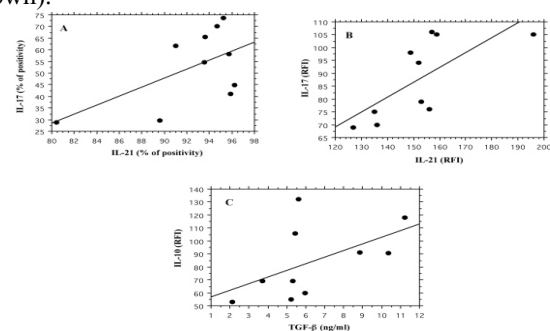 own).
A
75
70
65
60
55
50
45
40
35
30
25
IL-17 (% of positivity)
80 82 84 86 88 90 92 94 96 98
IL-21 (% of positivity)
B
110
105
100
95
90
85
80
75
70
65
IL-17 (RFI)
120 130 140 150 160 170 180 190 200
IL-21 (RFI)
C
140
130
120
110
100
90
80
70
60
50
IL-10 (RFI)
1 2 3 4 5 6 7 8 9 10 11 12
TGF-β (ng/ml)